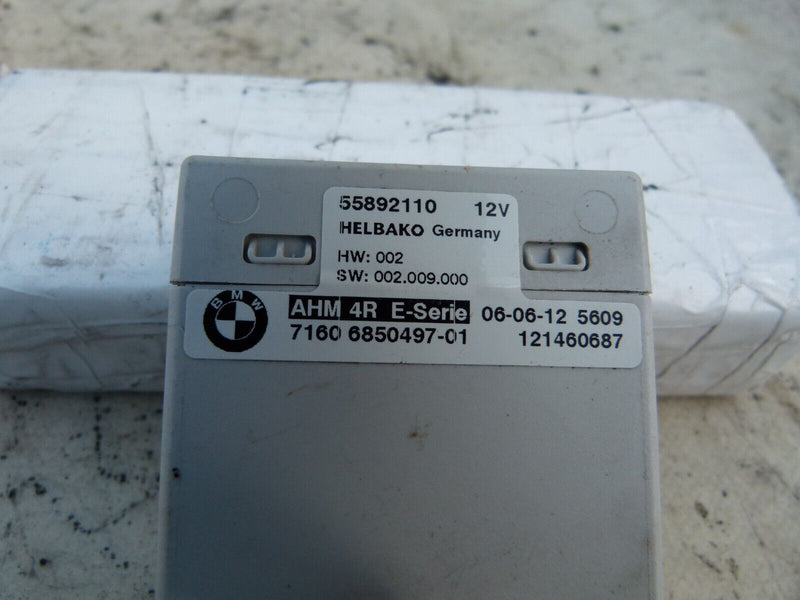 55892110 12V
HELBAKO Germany
HW: 002
SW: 002.009.000
BMW
AHM 4R E-Serie 06-06-12 5609
7160 6850497-01 121460687